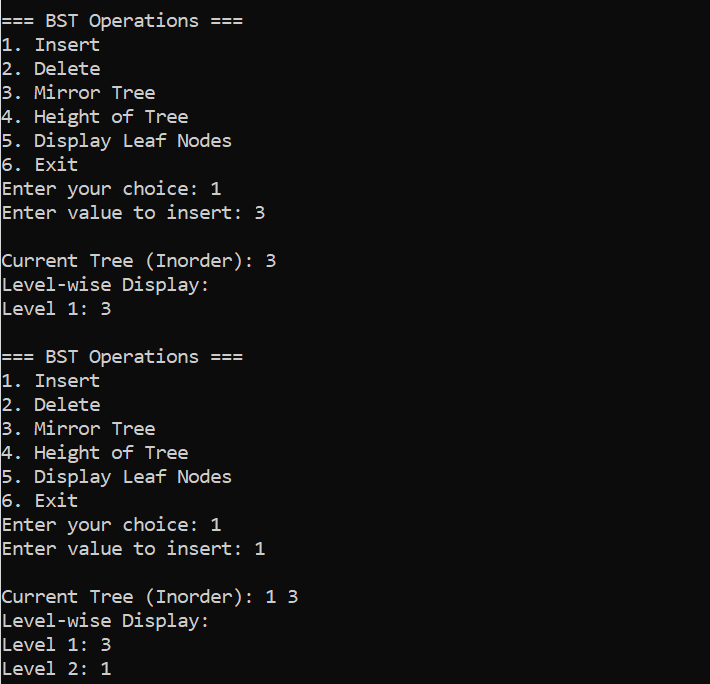 === BST Operations ===
1. Insert
2. Delete
3. Mirror Tree
4. Height of Tree
5. Display Leaf Nodes
6. Exit
Enter your choice: 1
Enter value to insert: 3
Current Tree (Inorder): 3
Level-wise Display:
Level 1: 3
=== BST Operations ===
1. Insert
2. Delete
3. Mirror Tree
4. Height of Tree
5. Display Leaf Nodes
6. Exit
Enter your choice: 1
Enter value to insert: 1
Current Tree (Inorder): 1 3
Level-wise Display:
Level 1: 3
Level 2: 1